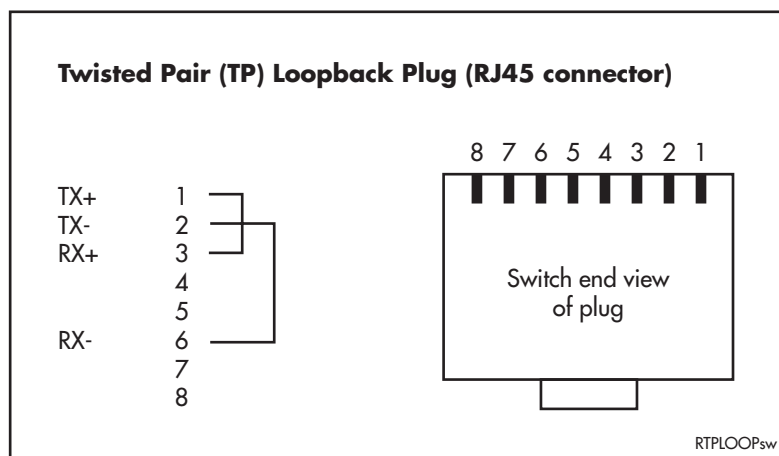 Twisted Pair (TP) Loopback Plug (RJ45 connector)
TX+ 1
TX- 2
RX+ 3
4
5
RX- 6
7
8
8 7 6 5 4 3 2 1
Switch end view
of plug
RTPLOOPsw